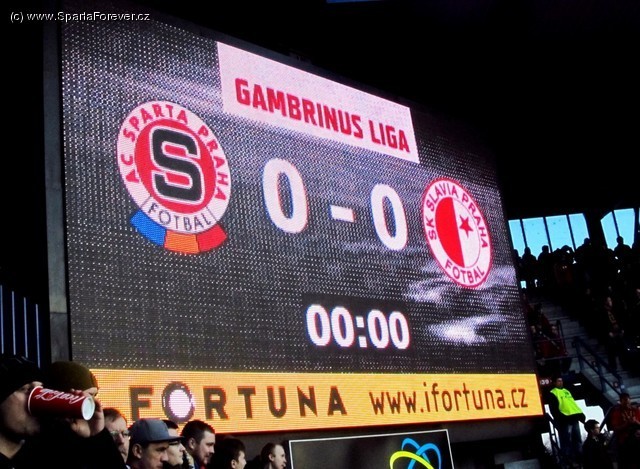 (c) www.SpartaForever.cz
GAMBRINUS LIGA
AC SPARTA PRAHA
S
FOTBAL
0 - 0
SK SLAVIA PRAHA
FOTBAL
00:00
FORTUNA www.ifortuna.cz